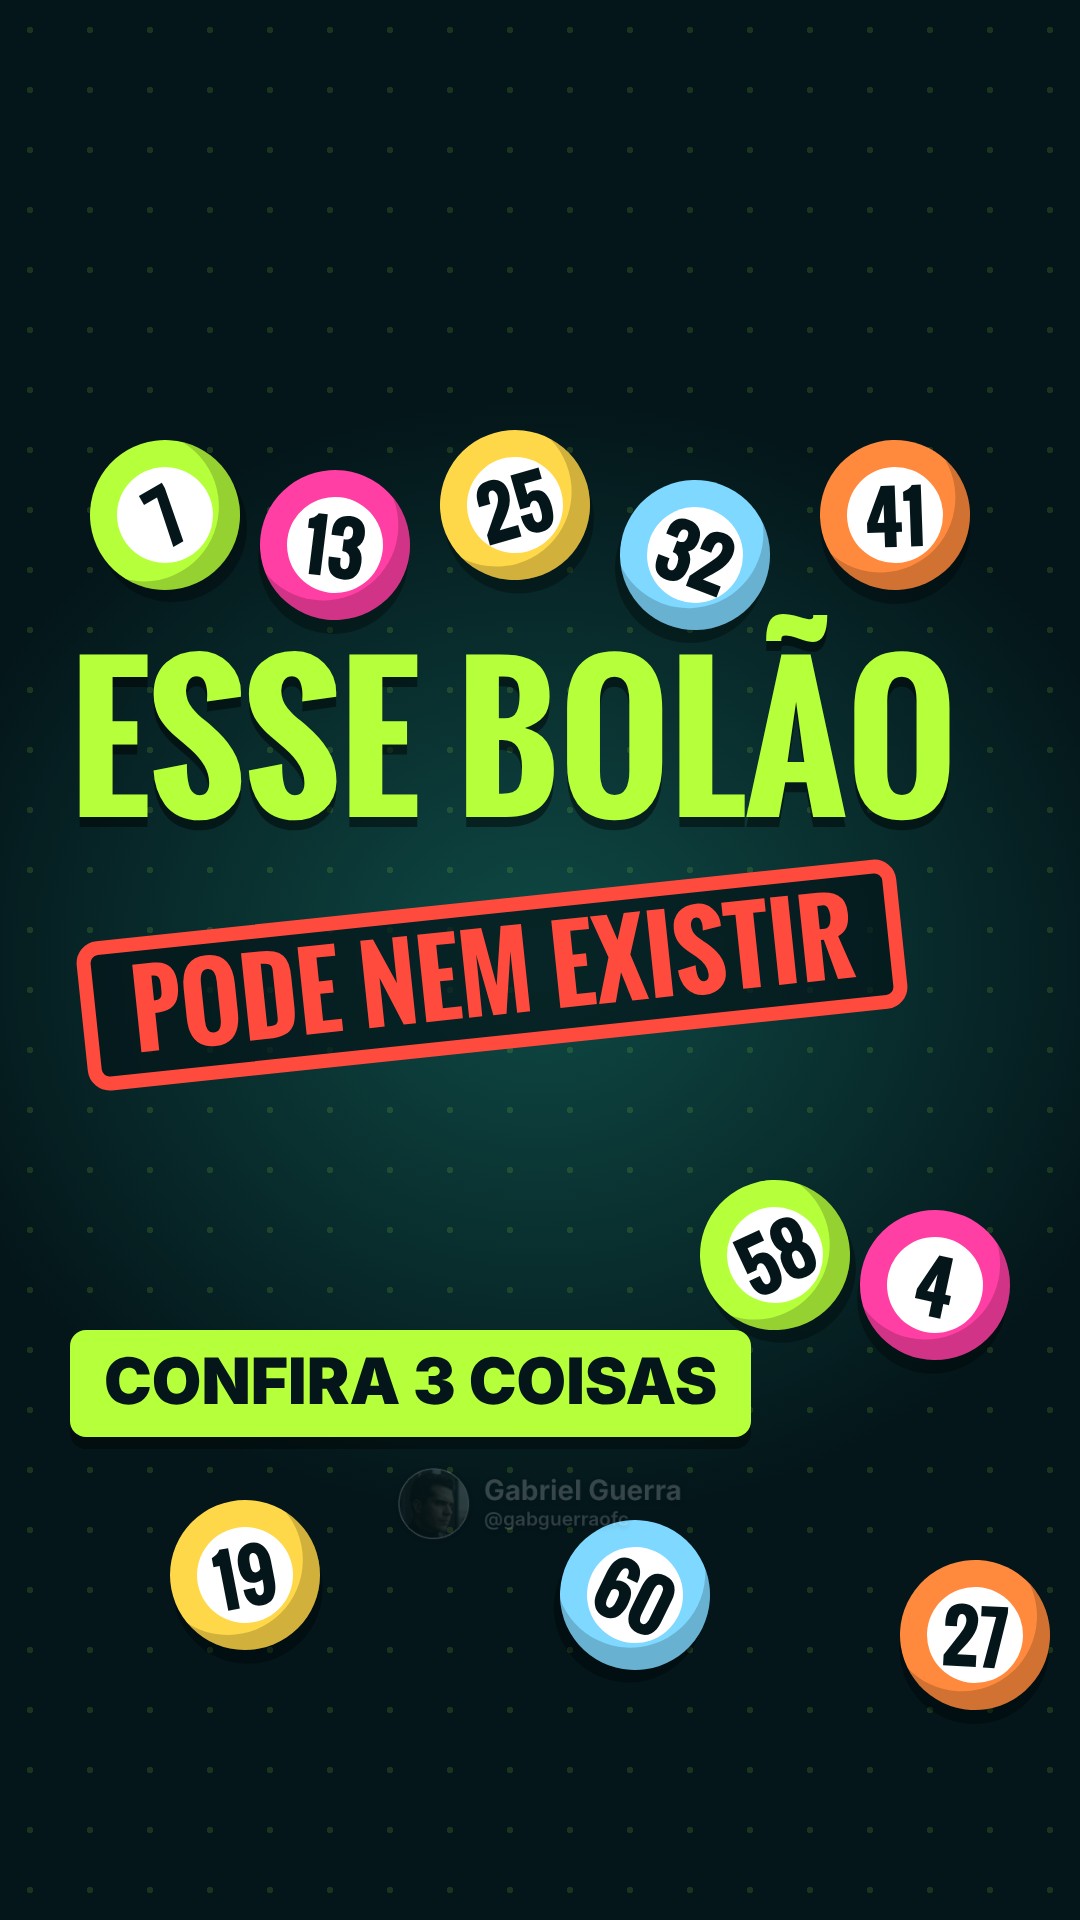 7
13
25
32
41
ESSE BOLÃO
PODE NEM EXISTIR
58
4
CONFIRA 3 COISAS
Gabriel Guerra
@gabguerraofc
19
60
27